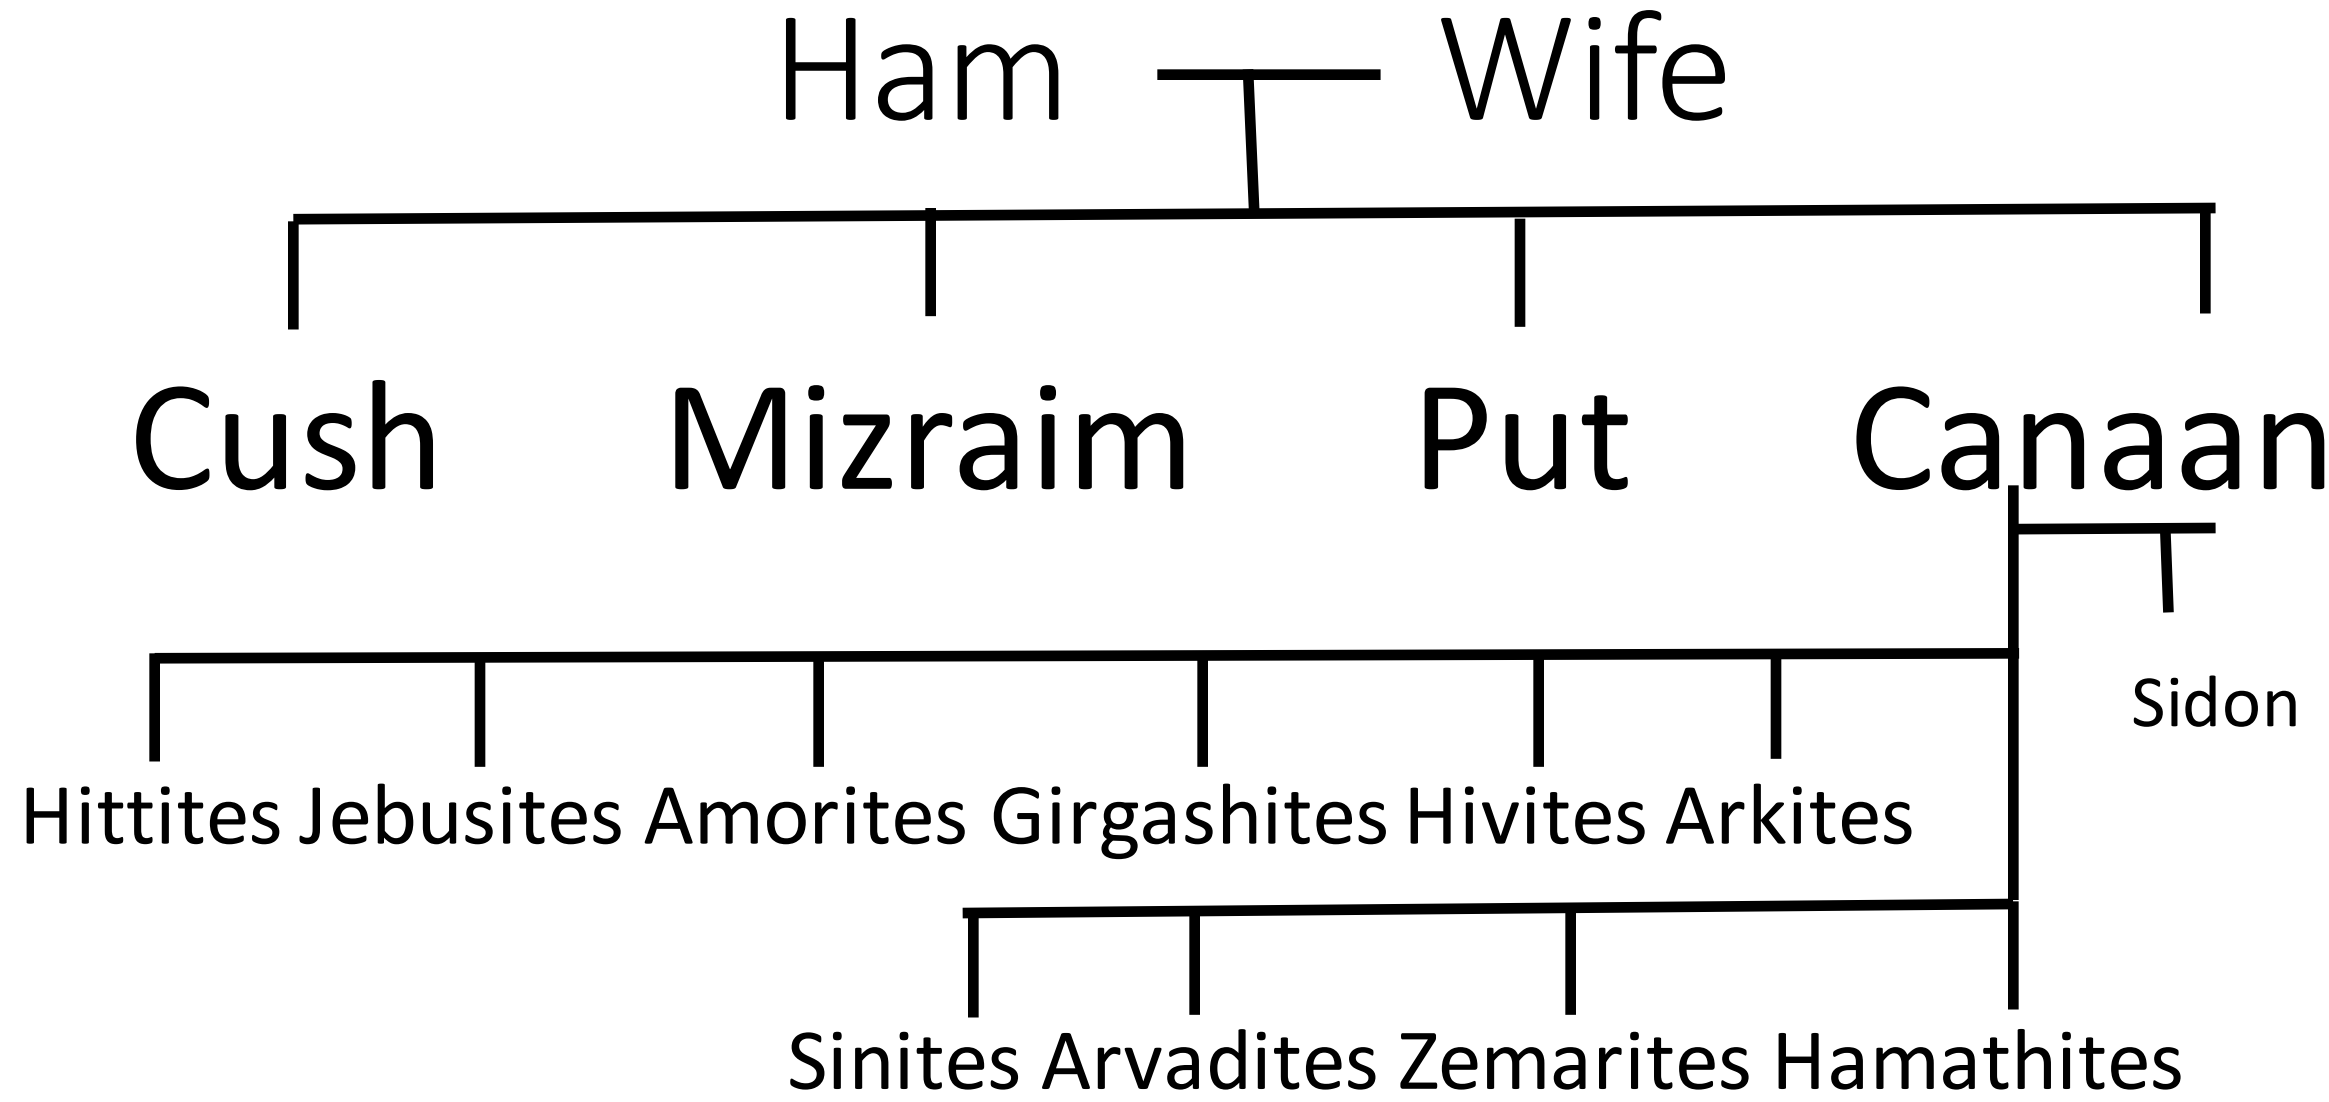 Ham Wife
Cush Mizraim Put Canaan
Sidon
Hittites Jebusites Amorites Girgashites Hivites Arkites
Sinites Arvadites Zemarites Hamathites